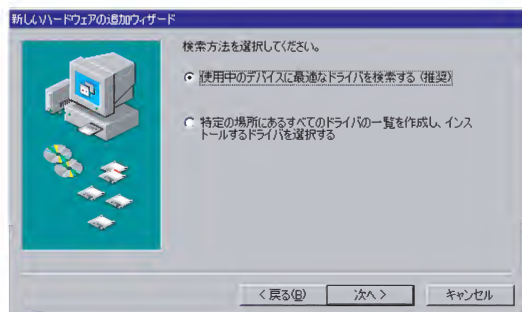 新しいハードウェアの追加ウィザード
検索方法を選択してください。
使用中のデバイスに最適なドライバを検索する (推奨)
特定の場所にあるすべてのドライバの一覧を作成し、インス
トールするドライバを選択する
< 戻る(B)
次へ >
キャンセル